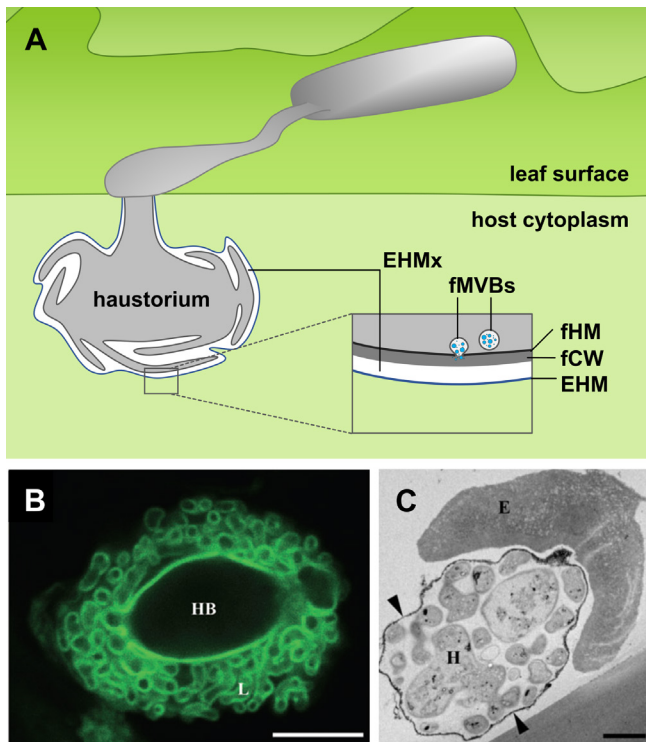 A
leaf surface
host cytoplasm
EHMx
fMVBs
haustorium
fHM
fCW
EHM
B
HB
L
C
E
H